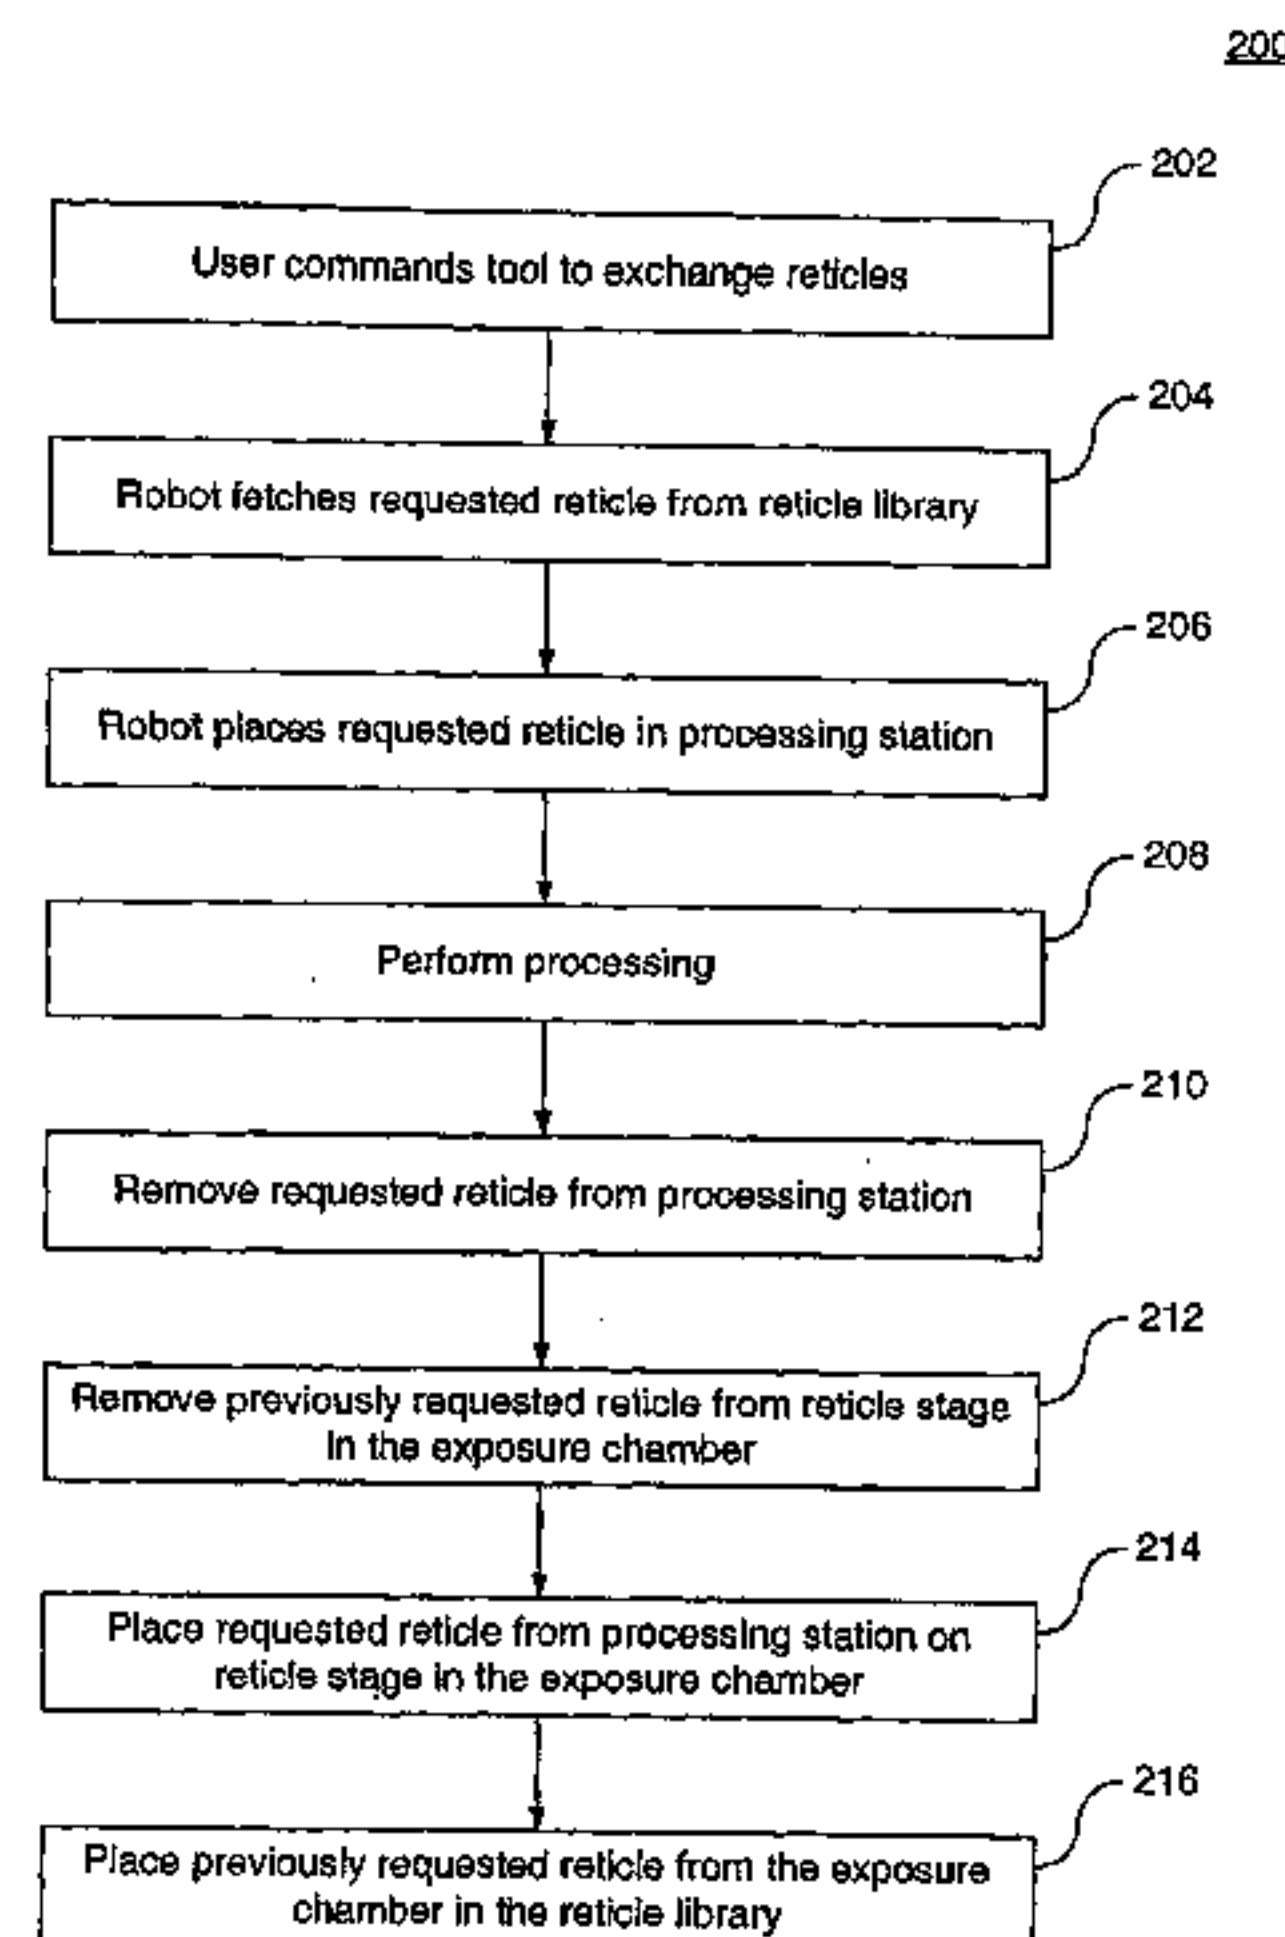 200
202
User commands tool to exchange reticles
204
Robot fetches requested reticle from reticle library
206
Robot places requested reticle in processing station
208
Perform processing
210
Remove requested reticle from processing station
212
Remove previously requested reticle from reticle stage
in the exposure chamber
214
Place requested reticle from processing station on
reticle stage in the exposure chamber
216
Place previously requested reticle from the exposure
chamber in the reticle library